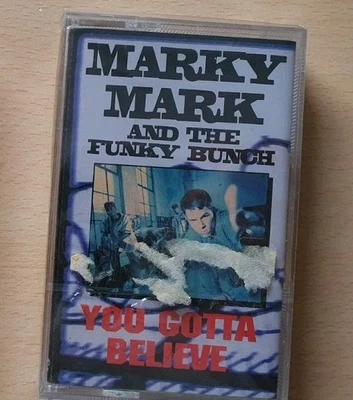 MARKY
MARK
AND THE
FUNKY BUNCH
YOU GOTTA
BELIEVE